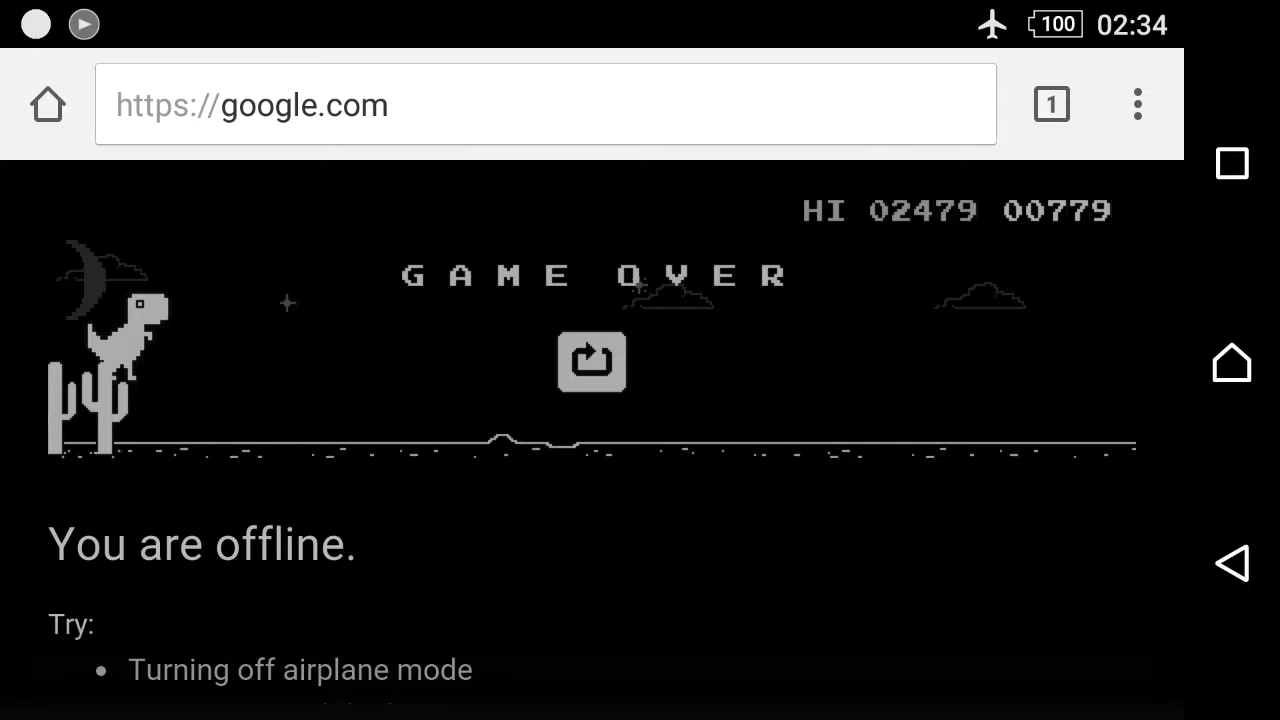 100 02:34
https://google.com
1
HI 02479 00779
GAME OVER
You are offline.
Try:
• Turning off airplane mode